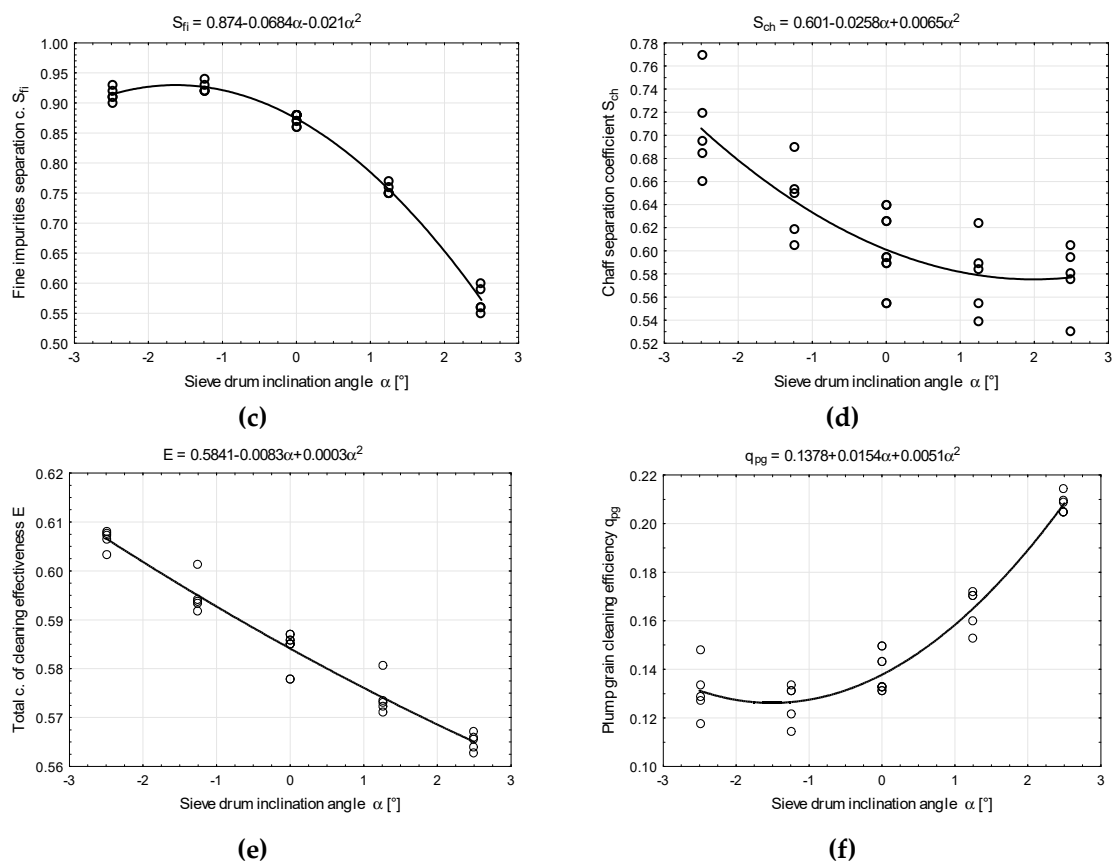 S_fi = 0.874-0.0684α-0.021α²
Fine impurities separation c. S_fi
1.00
0.95
0.90
0.85
0.80
0.75
0.70
0.65
0.60
0.55
0.50
-3 -2 -1 0 1 2 3
Sieve drum inclination angle α [°]
(c)
S_ch = 0.601-0.0258α+0.0065α²
Chaff separation coefficient S_ch
0.78
0.76
0.74
0.72
0.70
0.68
0.66
0.64
0.62
0.60
0.58
0.56
0.54
0.52
-3 -2 -1 0 1 2 3
Sieve drum inclination angle α [°]
(d)
E = 0.5841-0.0083α+0.0003α²
Total c. of cleaning effectiveness E
0.62
0.61
0.60
0.59
0.58
0.57
0.56
-3 -2 -1 0 1 2 3
Sieve drum inclination angle α [°]
(e)
q_pg = 0.1378+0.0154α+0.0051α²
Plump grain cleaning efficiency q_pg
0.22
0.20
0.18
0.16
0.14
0.12
0.10
-3 -2 -1 0 1 2 3
Sieve drum inclination angle α [°]
(f)